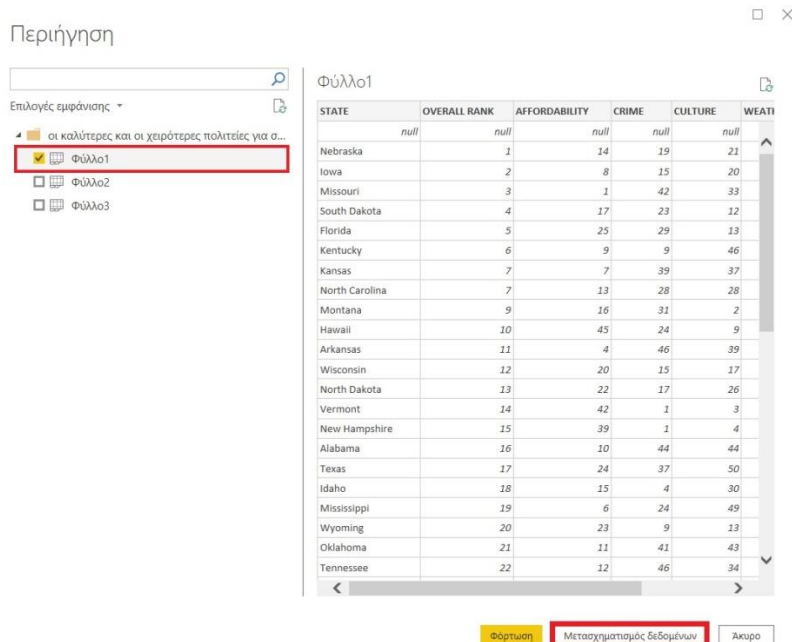 Περιήγηση
Επιλογές εμφάνισης
οι καλύτερες και οι χειρότερες πολιτείες για σ...
Φύλλο1
Φύλλο2
Φύλλο3
Φύλλο1
STATE OVERALL RANK AFFORDABILITY CRIME CULTURE WEATH
null null null null null
Nebraska 1 14 19 21
Iowa 2 8 15 20
Missouri 3 1 42 33
South Dakota 4 17 23 12
Florida 5 25 29 13
Kentucky 6 9 9 46
Kansas 7 7 39 37
North Carolina 7 13 28 28
Montana 9 16 31 2
Hawaii 10 45 24 9
Arkansas 11 4 46 39
Wisconsin 12 20 15 17
North Dakota 13 22 17 26
Vermont 14 42 1 3
New Hampshire 15 39 1 4
Alabama 16 10 44 44
Texas 17 24 37 50
Idaho 18 15 4 30
Mississippi 19 6 24 49
Wyoming 20 23 9 13
Oklahoma 21 11 41 43
Tennessee 22 12 46 34
Φόρτωση Μετασχηματισμός δεδομένων Άκυρο